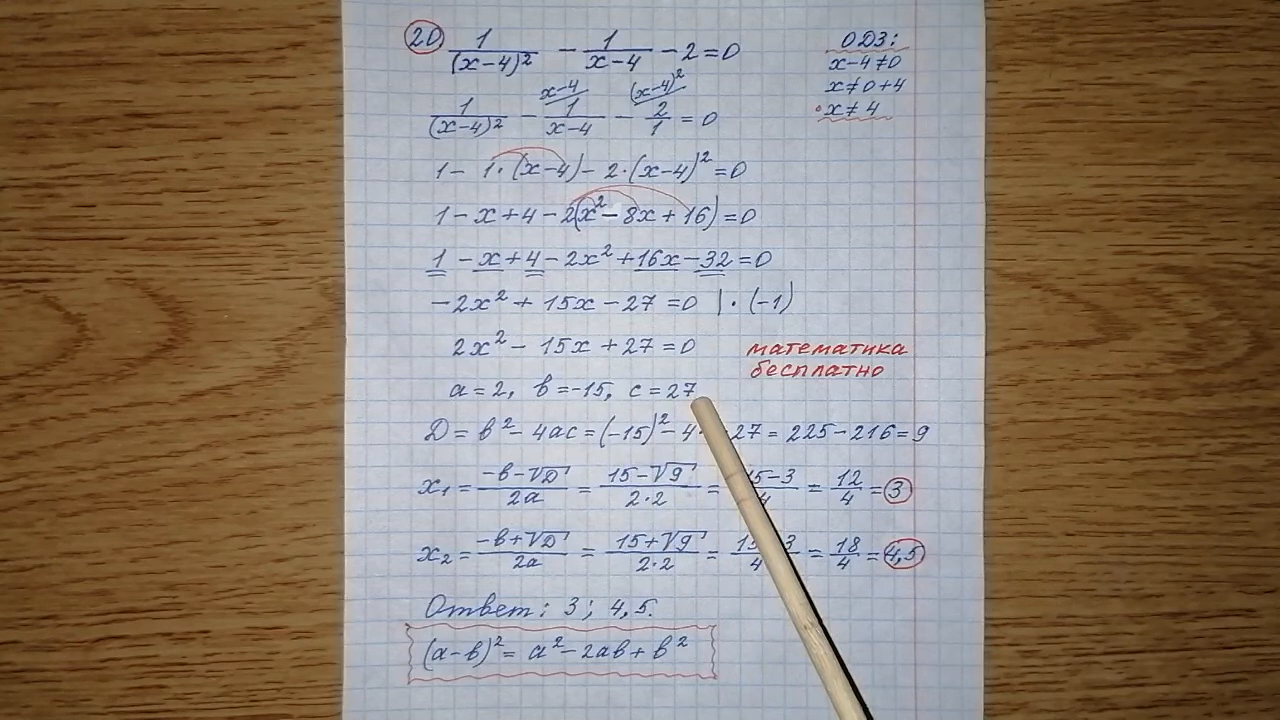 20 1/(x-4)² - 1/(x-4) - 2 = 0
ОДЗ:
x-4≠0
x≠0+4
x≠4
x-4 (x-4)²
1/(x-4)² - 1/(x-4) - 2/1 = 0
1 - 1·(x-4) - 2·(x-4)² = 0
1 - x + 4 - 2(x² - 8x + 16) = 0
1 - x + 4 - 2x² + 16x - 32 = 0
-2x² + 15x - 27 = 0 |·(-1)
2x² - 15x + 27 = 0
математика
бесплатно
a = 2, в = -15, c = 27
Д = в² - 4ac = (-15)² - 4· ·27 = 225 - 216 = 9
x₁ = (-в-√Д)/2a = (15-√9)/(2·2) = (15-3)/4 = 12/4 = 3
x₂ = (-в+√Д)/2a = (15+√9)/(2·2) = (15 3)/4 = 18/4 = 4,5
Ответ: 3; 4,5.
(a-в)² = a² - 2aв + в²